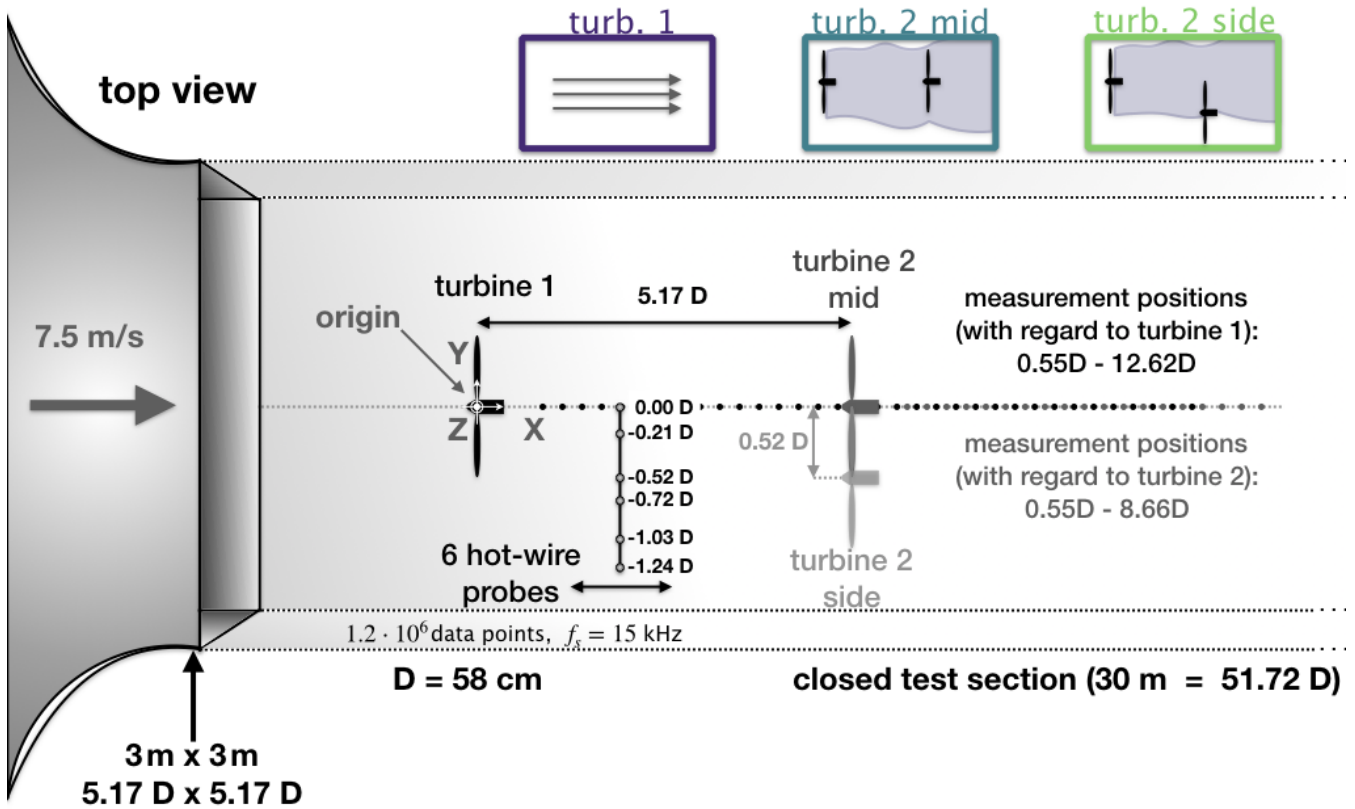 turb. 1
turb. 2 mid
turb. 2 side
top view
turbine 2
mid
turbine 1
5.17 D
measurement positions
(with regard to turbine 1):
0.55D - 12.62D
origin
7.5 m/s
Y
Z
X
0.00 D
-0.21 D
-0.52 D
-0.72 D
-1.03 D
-1.24 D
0.52 D
measurement positions
(with regard to turbine 2):
0.55D - 8.66D
6 hot-wire
probes
turbine 2
side
1.2 · 10⁶ data points, fₛ = 15 kHz
D = 58 cm
closed test section (30 m = 51.72 D)
3m x 3m
5.17 D x 5.17 D